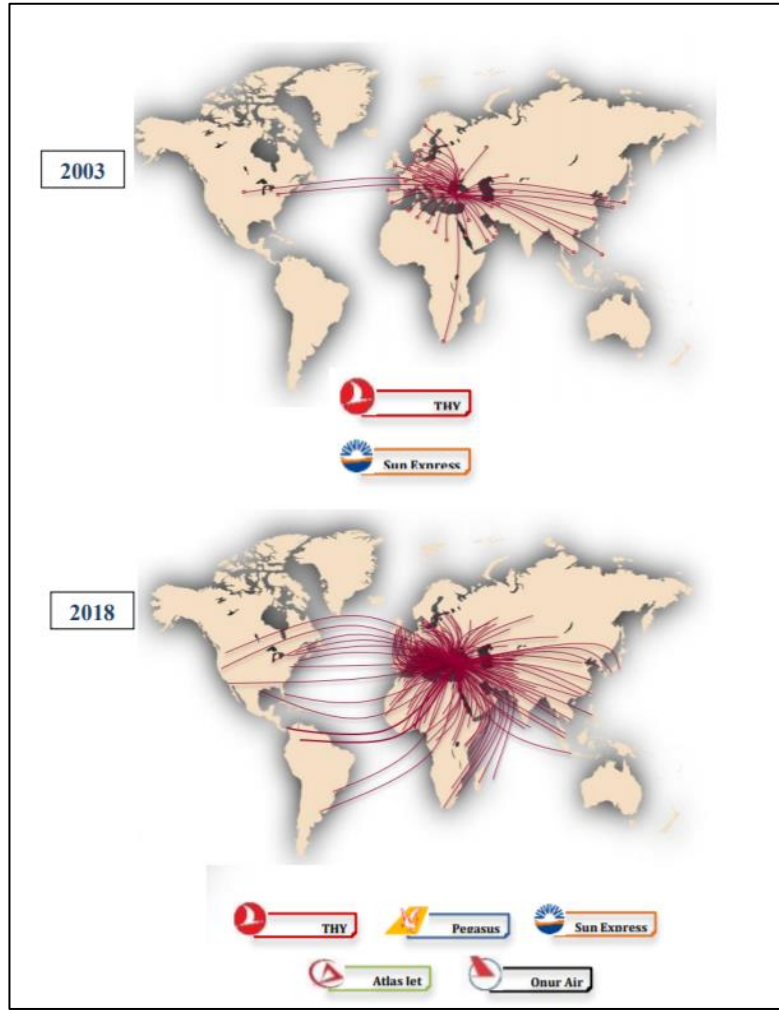 2003
THY
Sun Express
2018
THY
Pegasus
Sun Express
Atlas Jet
Onur Air